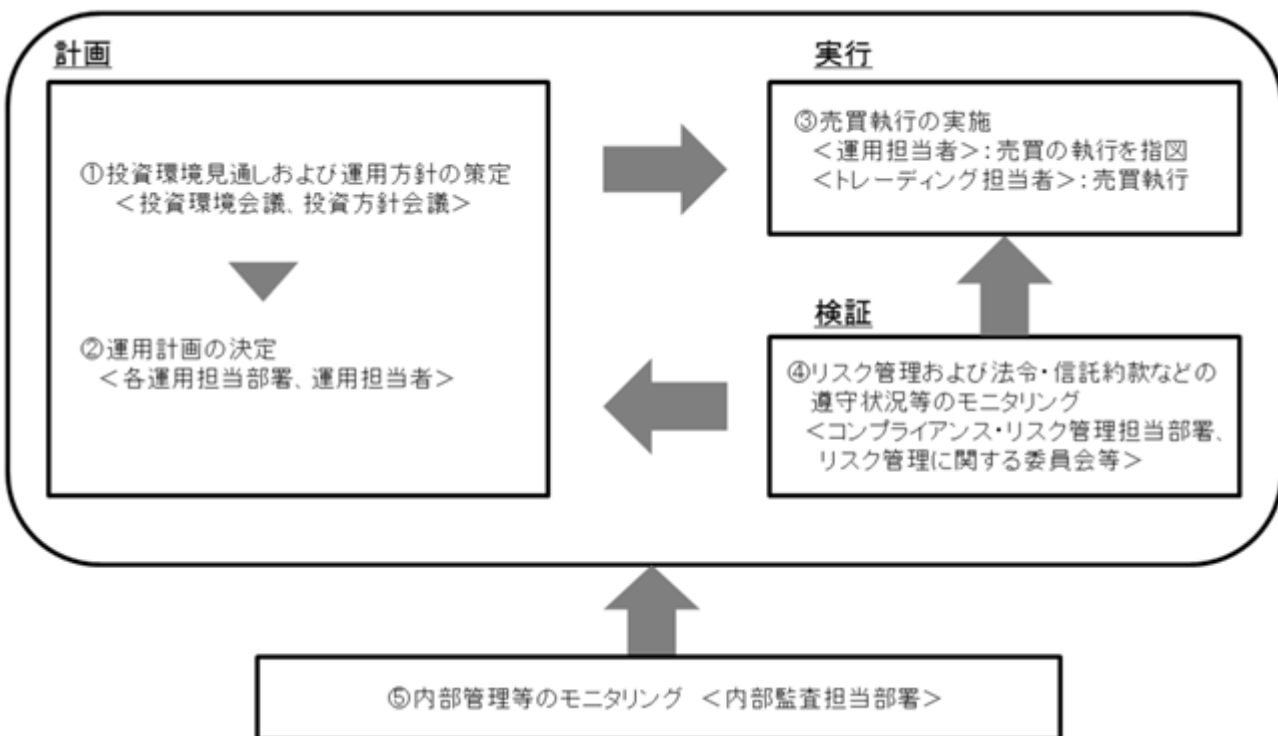 計画
①投資環境見通しおよび運用方針の策定
＜投資環境会議、投資方針会議＞
②運用計画の決定
＜各運用担当部署、運用担当者＞
実行
③売買執行の実施
＜運用担当者＞：売買の執行を指図
＜トレーディング担当者＞：売買執行
検証
④リスク管理および法令・信託約款などの
遵守状況等のモニタリング
＜コンプライアンス・リスク管理担当部署、
リスク管理に関する委員会等＞
⑤内部管理等のモニタリング ＜内部監査担当部署＞